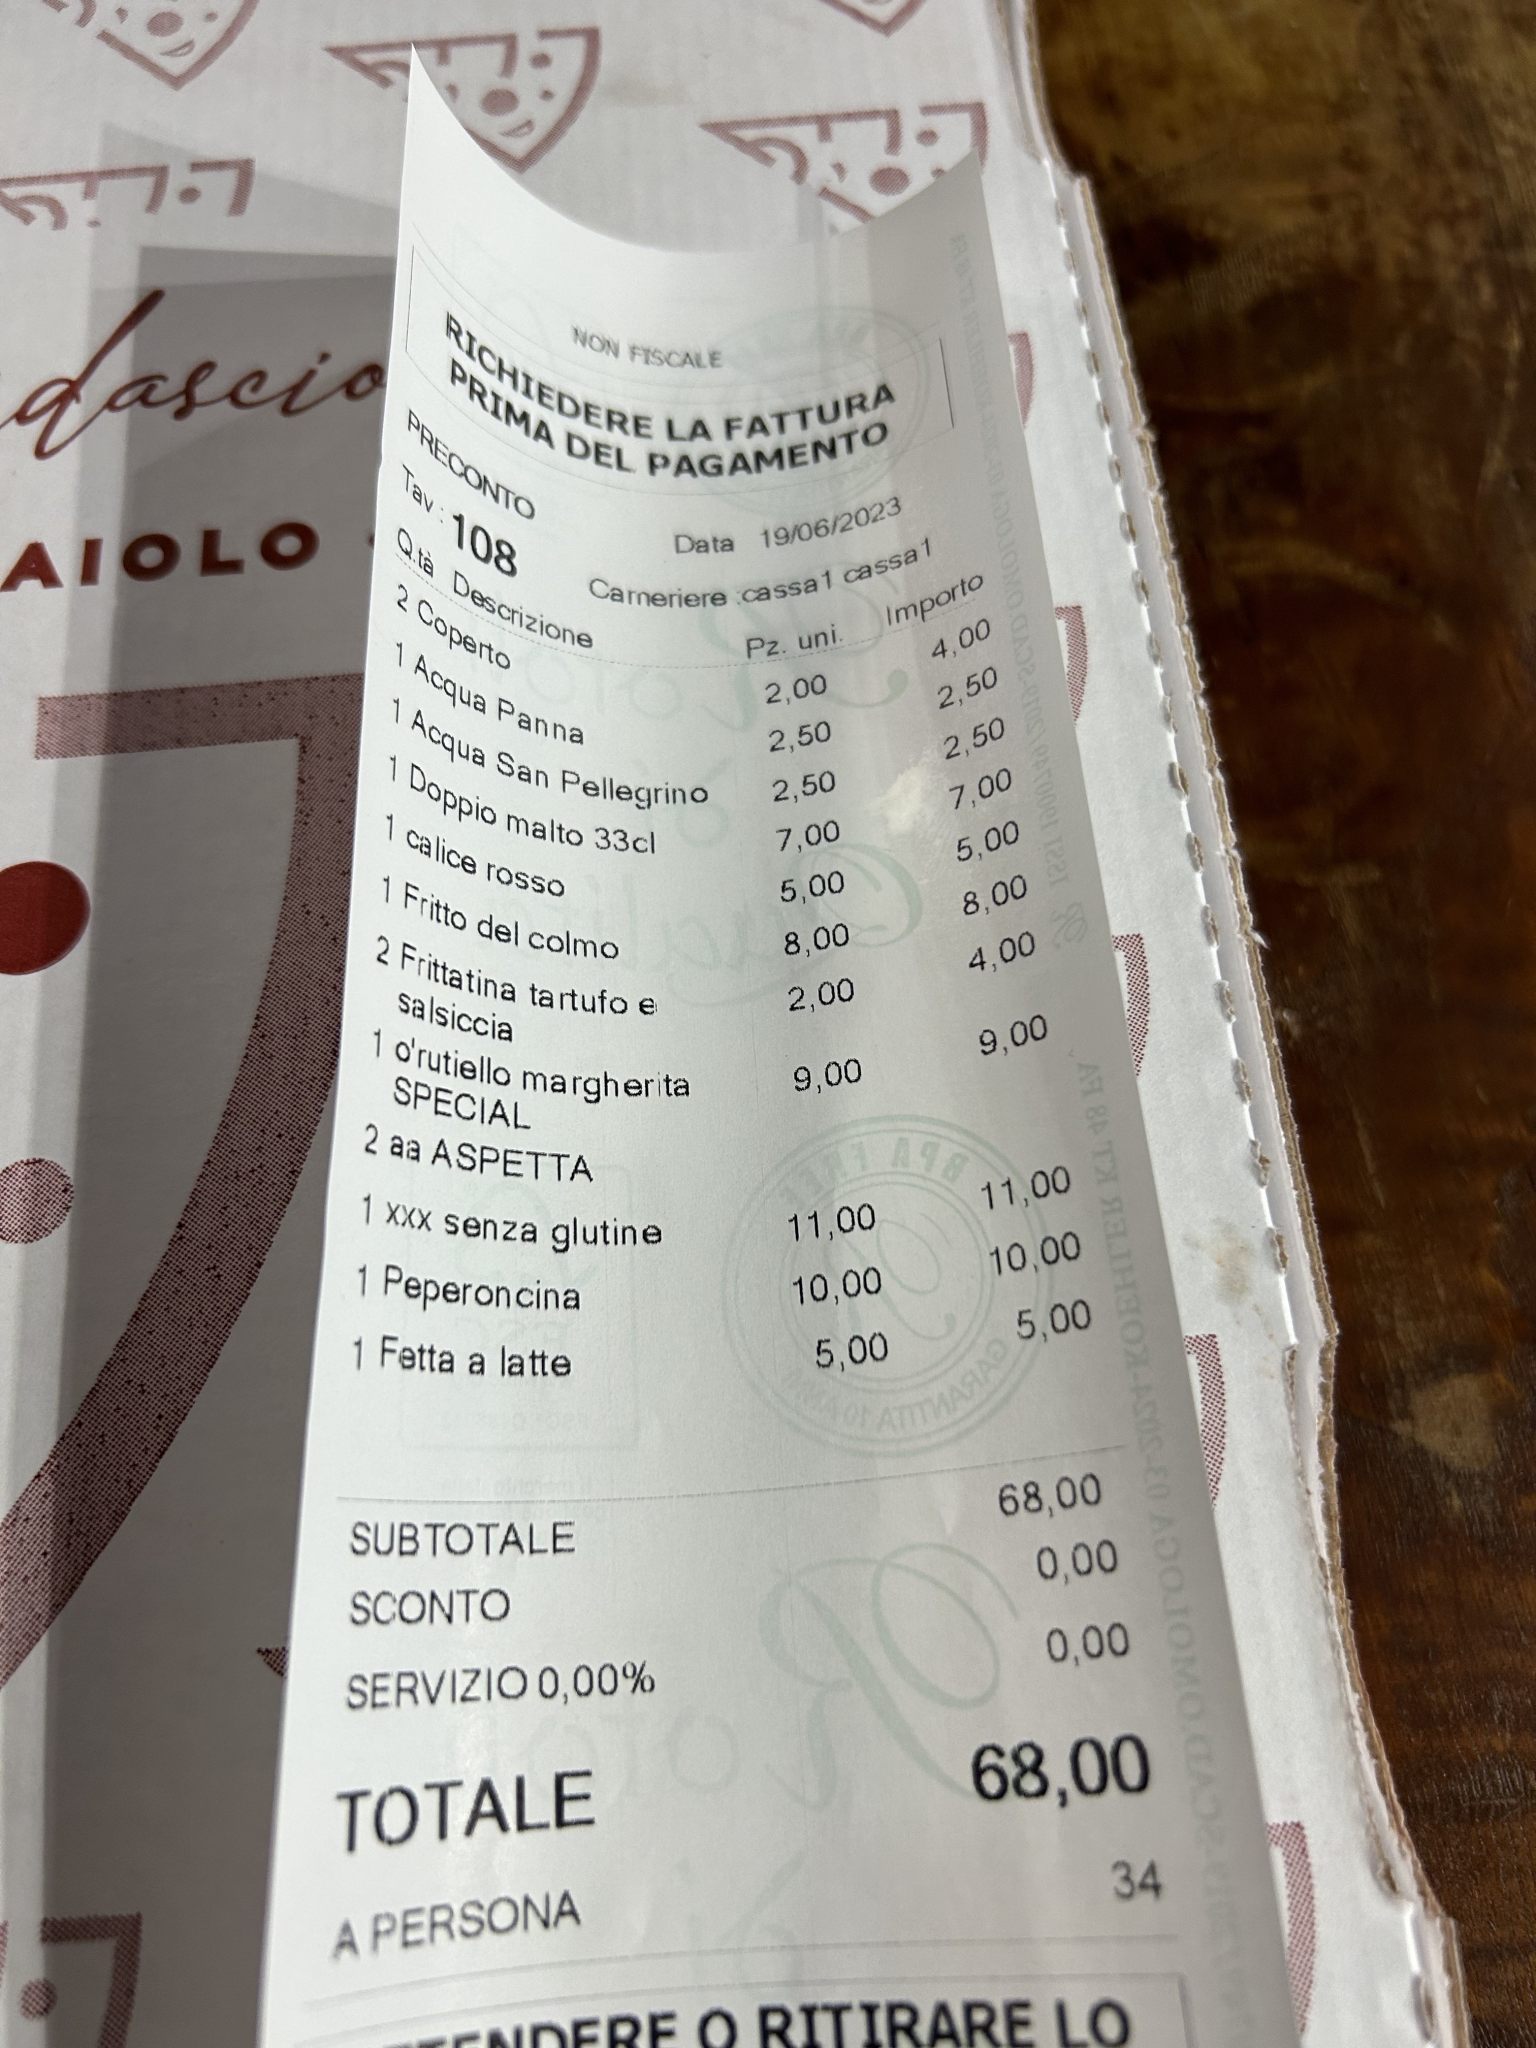 dascio
AIOLO
NON FISCALE
RICHIEDERE LA FATTURA
PRIMA DEL PAGAMENTO
PRECONTO
Tav: 108 Data 19/06/2023
Cameriere :cassa1 cassa1
Q.tà Descrizione Pz. uni. Importo
2 Coperto 2,00 4,00
1 Acqua Panna 2,50 2,50
1 Acqua San Pellegrino 2,50 2,50
1 Doppio malto 33cl 7,00 7,00
1 calice rosso 5,00 5,00
1 Fritto del colmo 8,00 8,00
2 Frittatina tartufo e 2,00 4,00
salsiccia
1 o'rutiello margherita 9,00 9,00
SPECIAL
2 aa ASPETTA
1 xxx senza glutine 11,00 11,00
1 Peperoncina 10,00 10,00
1 Fetta a latte 5,00 5,00
SUBTOTALE 68,00
SCONTO 0,00
SERVIZIO 0,00% 0,00
TOTALE 68,00
A PERSONA 34
TENDERE O RITIRARE LO